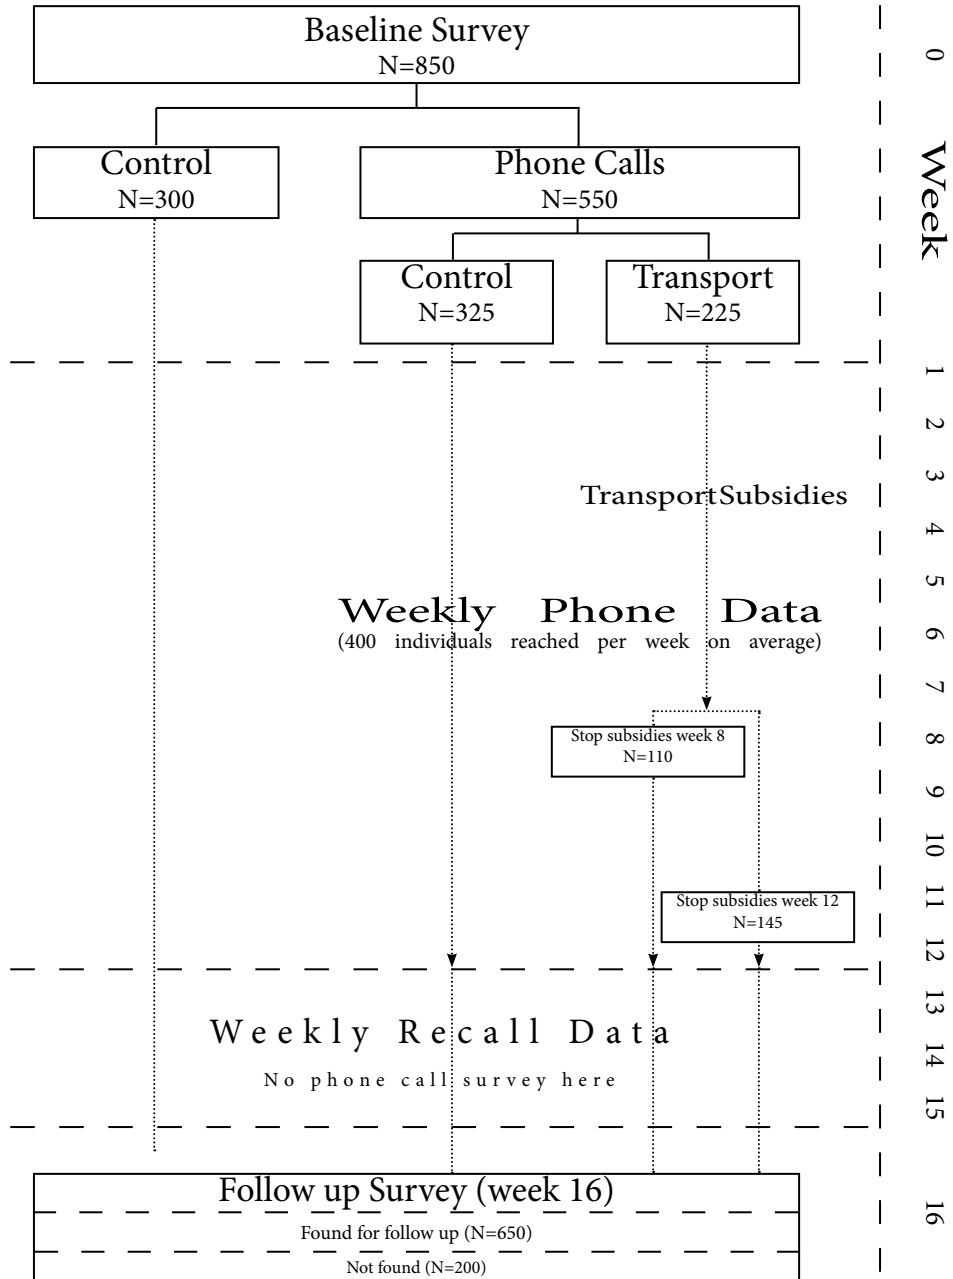 Baseline Survey
N=850
0
Week
Control
N=300
Phone Calls
N=550
Control
N=325
Transport
N=225
1
2
3
Transport Subsidies
4
5
Weekly Phone Data
(400 individuals reached per week on average)
6
7
Stop subsidies week 8
N=110
8
9
10
11
Stop subsidies week 12
N=145
12
13
Weekly Recall Data
14
No phone call survey here
15
Follow up Survey (week 16)
16
Found for follow up (N=650)
Not found (N=200)